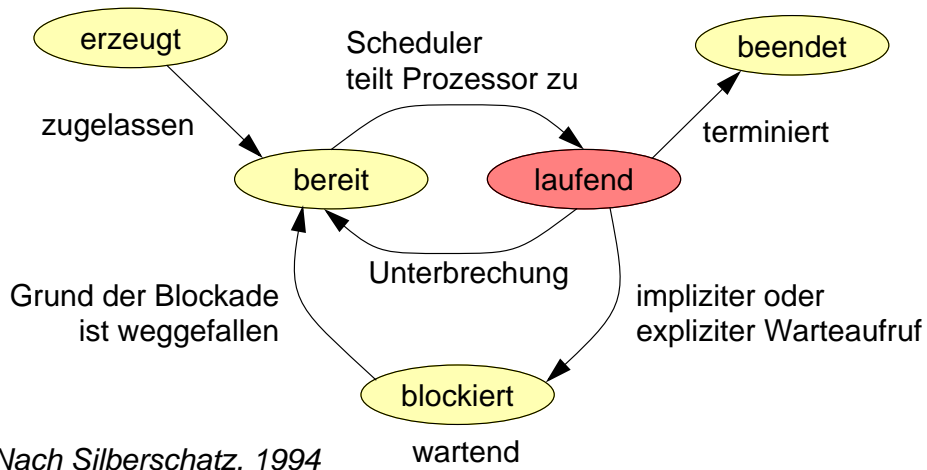 erzeugt
Scheduler
teilt Prozessor zu
beendet
zugelassen
terminiert
bereit
laufend
Unterbrechung
Grund der Blockade
ist weggefallen
impliziter oder
expliziter Warteaufruf
blockiert
wartend
Nach Silberschatz, 1994